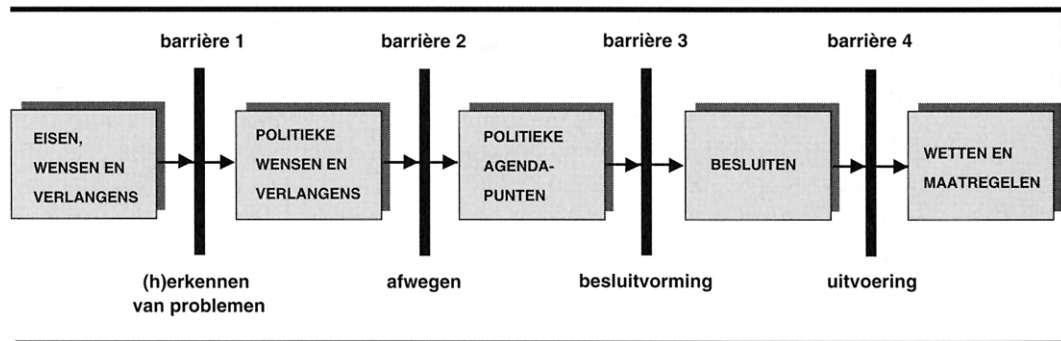 barrière 1
barrière 2
barrière 3
barrière 4
EISEN,
WENSEN EN
VERLANGENS
POLITIEKE
WENSEN EN
VERLANGENS
POLITIEKE
AGENDA-
PUNTEN
BESLUITEN
WETTEN EN
MAATREGELEN
(h)erkennen
van problemen
afwegen
besluitvorming
uitvoering